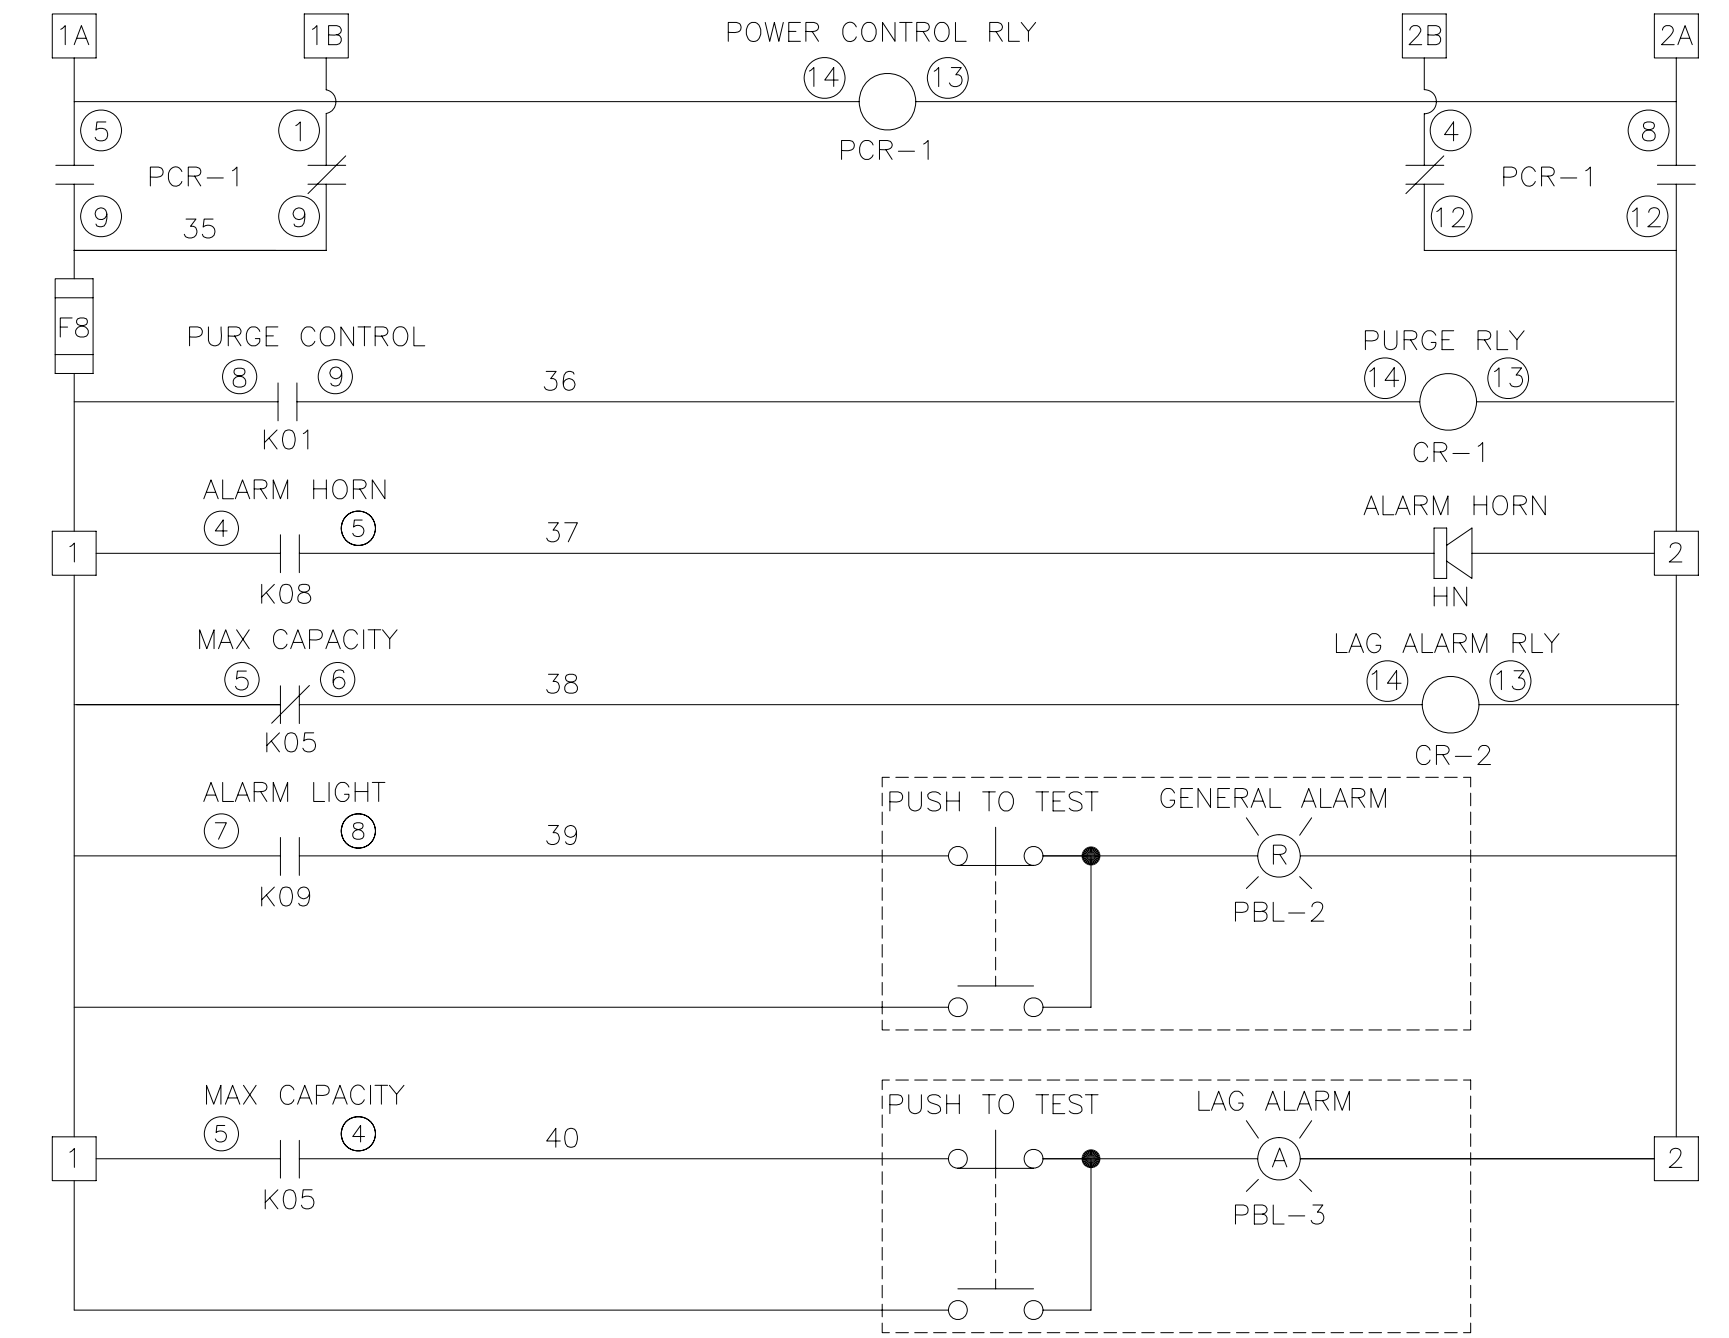 1A 1B POWER CONTROL RLY 2B 2A
14 13
5 1 PCR-1 4 8
PCR-1 PCR-1
9 35 9 12 12
F8
PURGE CONTROL PURGE RLY
8 9 36 14 13
K01 CR-1
ALARM HORN ALARM HORN
4 5 37
1 2
K08 HN
MAX CAPACITY LAG ALARM RLY
5 6 38 14 13
K05 CR-2
ALARM LIGHT PUSH TO TEST GENERAL ALARM
7 8 39
R
K09 PBL-2
MAX CAPACITY PUSH TO TEST LAG ALARM
5 4 40
1 A 2
K05 PBL-3